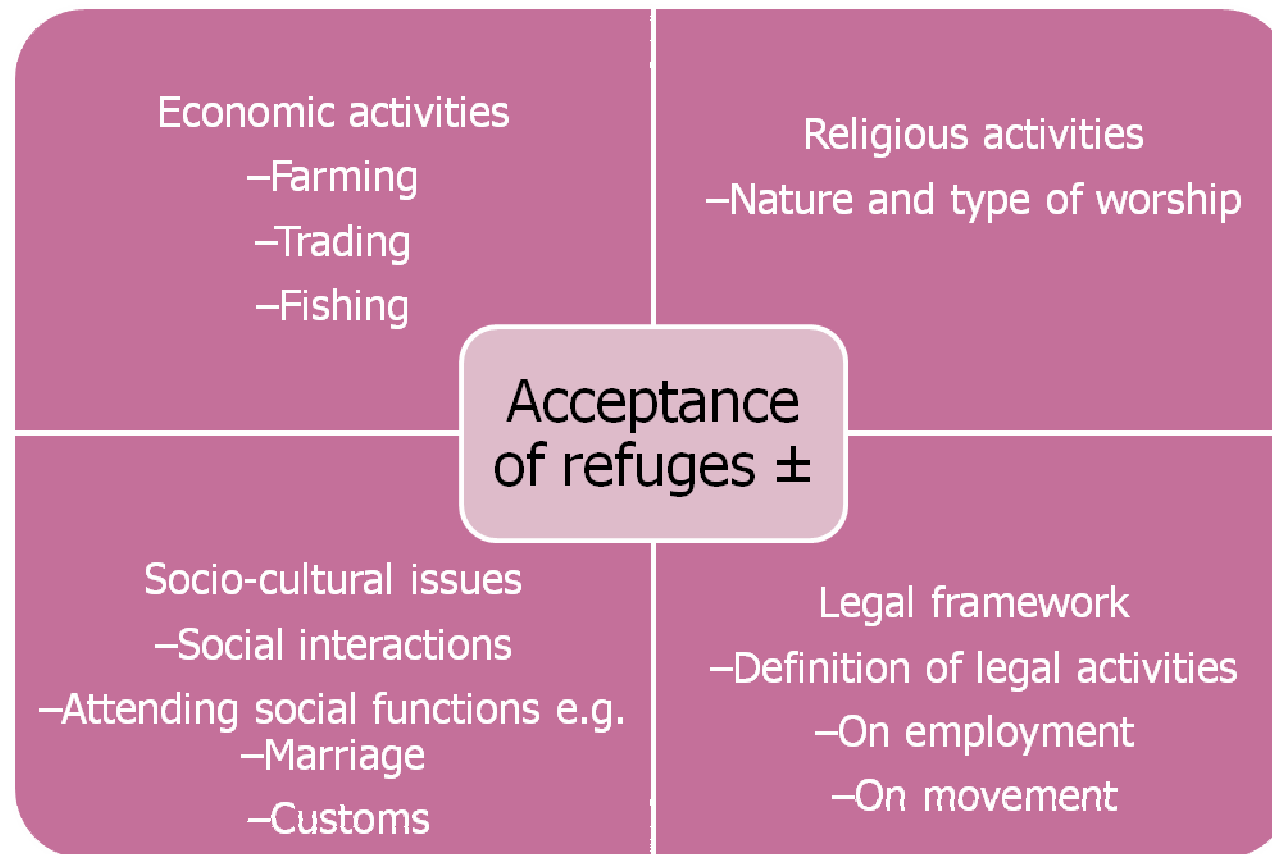 Economic activities
–Farming
–Trading
–Fishing
Religious activities
–Nature and type of worship
Acceptance
of refuges ±
Socio-cultural issues
–Social interactions
–Attending social functions e.g.
–Marriage
–Customs
Legal framework
–Definition of legal activities
–On employment
–On movement